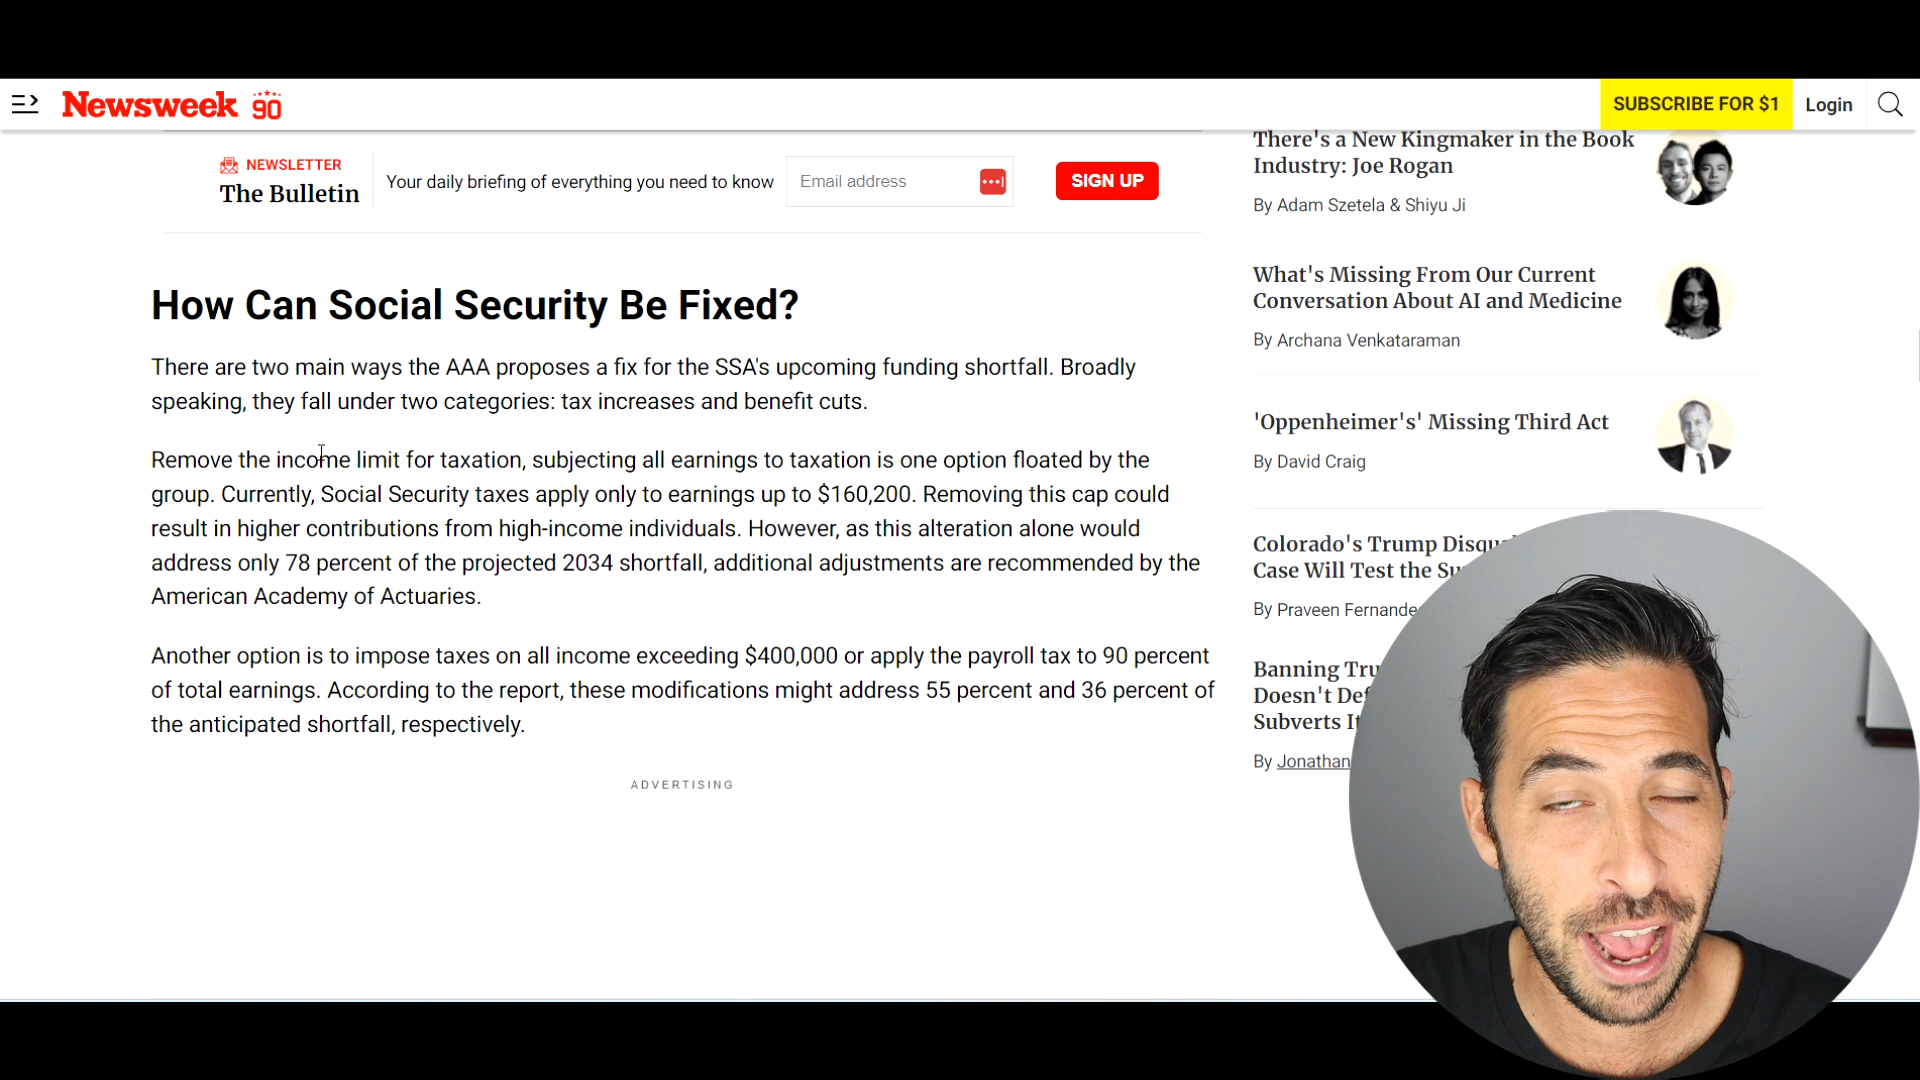 Newsweek 90
SUBSCRIBE FOR $1
Login
NEWSLETTER
The Bulletin
Your daily briefing of everything you need to know
Email address
SIGN UP
How Can Social Security Be Fixed?
There are two main ways the AAA proposes a fix for the SSA's upcoming funding shortfall. Broadly
speaking, they fall under two categories: tax increases and benefit cuts.
Remove the income limit for taxation, subjecting all earnings to taxation is one option floated by the
group. Currently, Social Security taxes apply only to earnings up to $160,200. Removing this cap could
result in higher contributions from high-income individuals. However, as this alteration alone would
address only 78 percent of the projected 2034 shortfall, additional adjustments are recommended by the
American Academy of Actuaries.
Another option is to impose taxes on all income exceeding $400,000 or apply the payroll tax to 90 percent
of total earnings. According to the report, these modifications might address 55 percent and 36 percent of
the anticipated shortfall, respectively.
ADVERTISING
There's a New Kingmaker in the Book
Industry: Joe Rogan
By Adam Szetela & Shiyu Ji
What's Missing From Our Current
Conversation About AI and Medicine
By Archana Venkataraman
'Oppenheimer's' Missing Third Act
By David Craig
Colorado's Trump
Case Will Test the
By Praveen
Banning
Doesn't
Subverts
By Jonathan